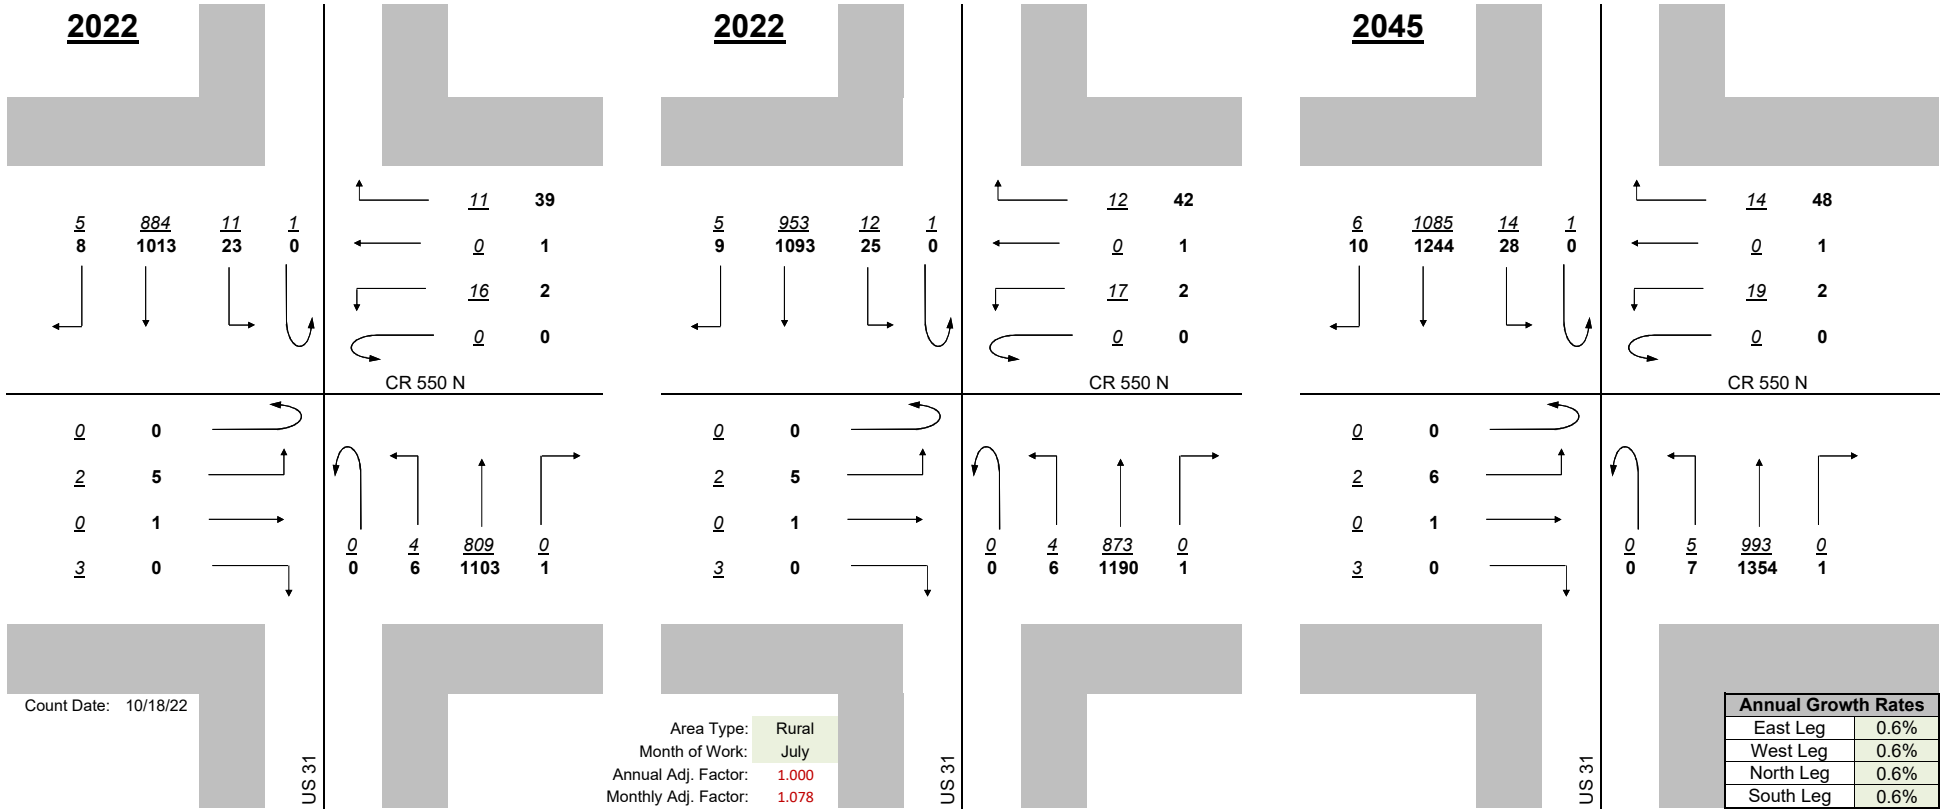 2022
5 884 11 1
8 1013 23 0
11 39
0 1
16 2
0 0
CR 550 N
0 0
2 5
0 1
3 0
0 4 809 0
0 6 1103 1
Count Date: 10/18/22
US 31
2022
5 953 12 1
9 1093 25 0
12 42
0 1
17 2
0 0
CR 550 N
0 0
2 5
0 1
3 0
0 4 873 0
0 6 1190 1
Area Type: Rural
Month of Work: July
Annual Adj. Factor: 1.000
Monthly Adj. Factor: 1.078
US 31
2045
6 1085 14 1
10 1244 28 0
14 48
0 1
19 2
0 0
CR 550 N
0 0
2 6
0 1
3 0
0 5 993 0
0 7 1354 1
US 31
Annual Growth Rates
East Leg 0.6%
West Leg 0.6%
North Leg 0.6%
South Leg 0.6%